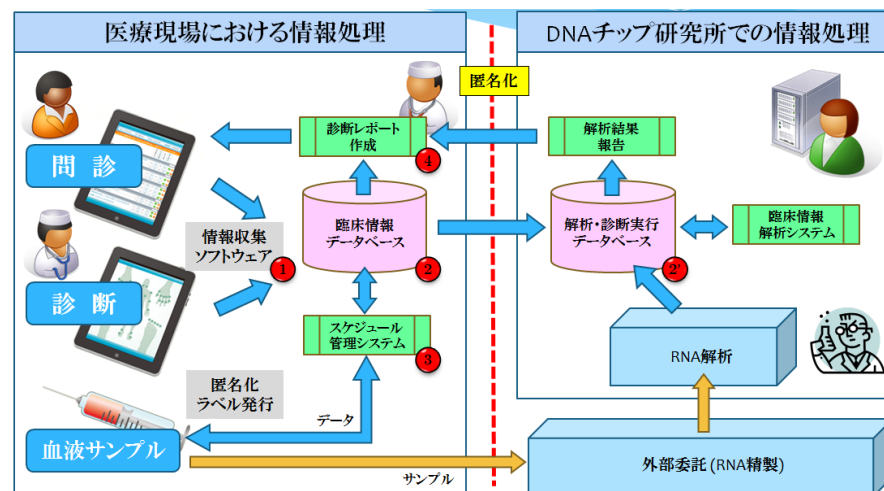 医療現場における情報処理
DNAチップ研究所での情報処理
匿名化
診断レポート
作成
4
解析結果
報告
問 診
臨床情報
データベース
2
解析・診断実行
データベース
2'
臨床情報
解析システム
情報収集
ソフトウェア
1
診 断
スケジュール
管理システム
3
RNA解析
匿名化
ラベル発行
データ
血液サンプル
サンプル
外部委託(RNA精製)